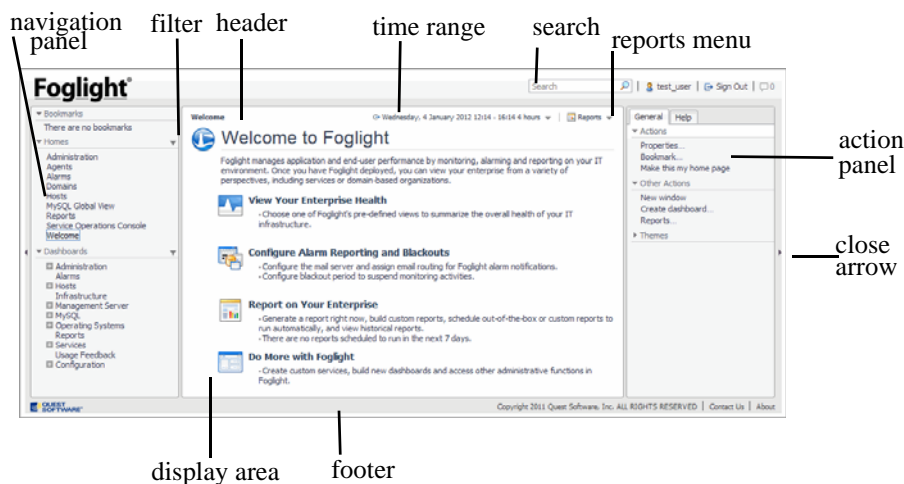 navigation panel
filter
header
time range
search
reports menu
Foglight®
Search
test_user | Sign Out | 0
Bookmarks
There are no bookmarks
Homes
Administration
Agents
Alarms
Domains
Hosts
MySQL Global View
Reports
Service Operations Console
Welcome
Dashboards
Administration
Alarms
Hosts
Infrastructure
Management Server
MySQL
Operating Systems
Reports
Services
Usage Feedback
Configuration
Welcome
Wednesday, 4 January 2012 12:14 - 16:14 4 hours | Reports
Welcome to Foglight
Foglight manages application and end-user performance by monitoring, alarming and reporting on your IT
environment. Once you have Foglight deployed, you can view your enterprise from a variety of
perspectives, including services or domain-based organizations.
View Your Enterprise Health
-Choose one of Foglight's pre-defined views to summarize the overall health of your IT
infrastructure.
Configure Alarm Reporting and Blackouts
-Configure the mail server and assign email routing for Foglight alarm notifications.
-Configure blackout period to suspend monitoring activities.
Report on Your Enterprise
-Generate a report right now, build custom reports, schedule out-of-the-box or custom reports to
run automatically, and view historical reports.
-There are no reports scheduled to run in the next 7 days.
Do More with Foglight
-Create custom services, build new dashboards and access other administrative functions in
Foglight.
General Help
Actions
Properties...
Bookmark...
Make this my home page
Other Actions
New window
Create dashboard...
Reports...
Themes
action panel
close arrow
QUEST SOFTWARE®
Copyright 2011 Quest Software, Inc. ALL RIGHTS RESERVED | Contact Us | About
display area
footer